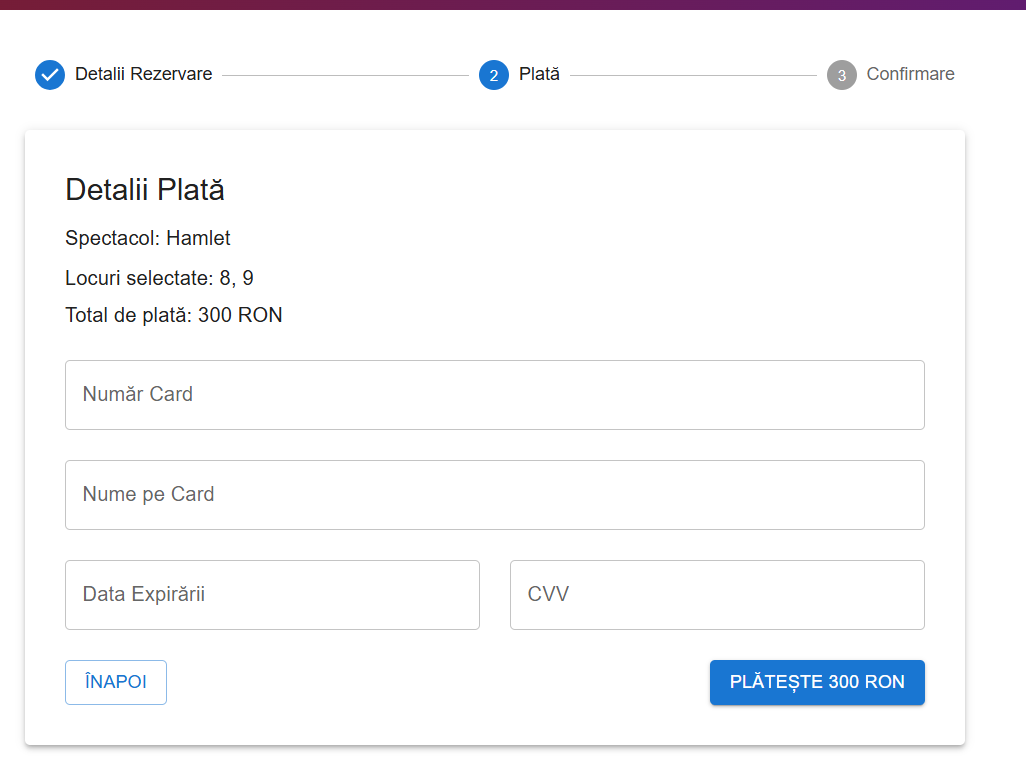 Detalii Rezervare 2 Plată 3 Confirmare
Detalii Plată
Spectacol: Hamlet
Locuri selectate: 8, 9
Total de plată: 300 RON
Număr Card
Nume pe Card
Data Expirării CVV
ÎNAPOI PLĂTEȘTE 300 RON